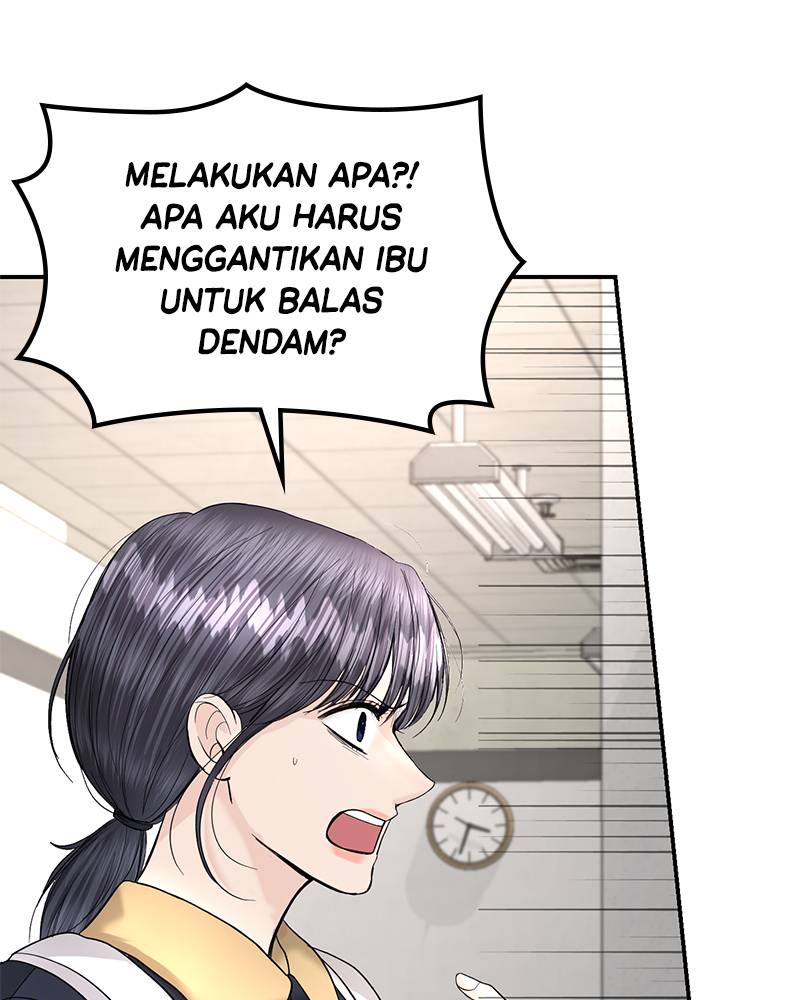 MELAKUKAN APA?!
APA AKU HARUS
MENGGANTIKAN IBU
UNTUK BALAS
DENDAM?